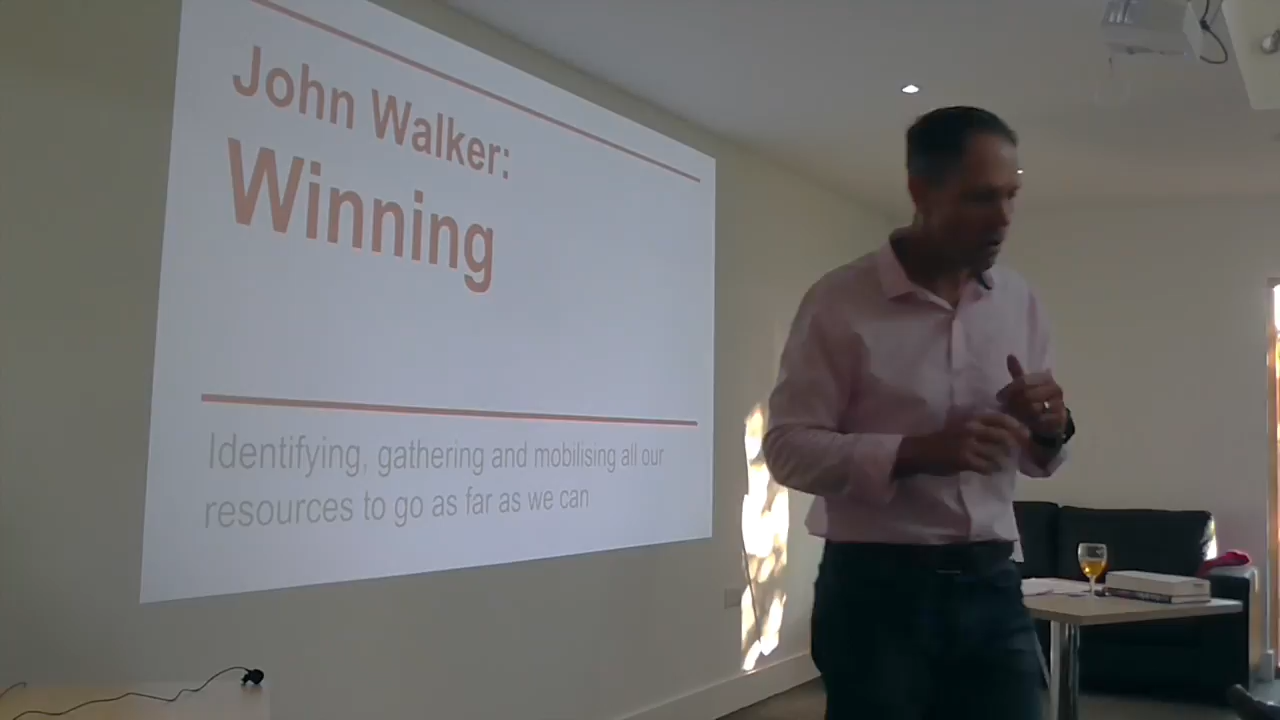 John Walker:
Winning
Identifying, gathering and mobilising all our
resources to go as far as we can